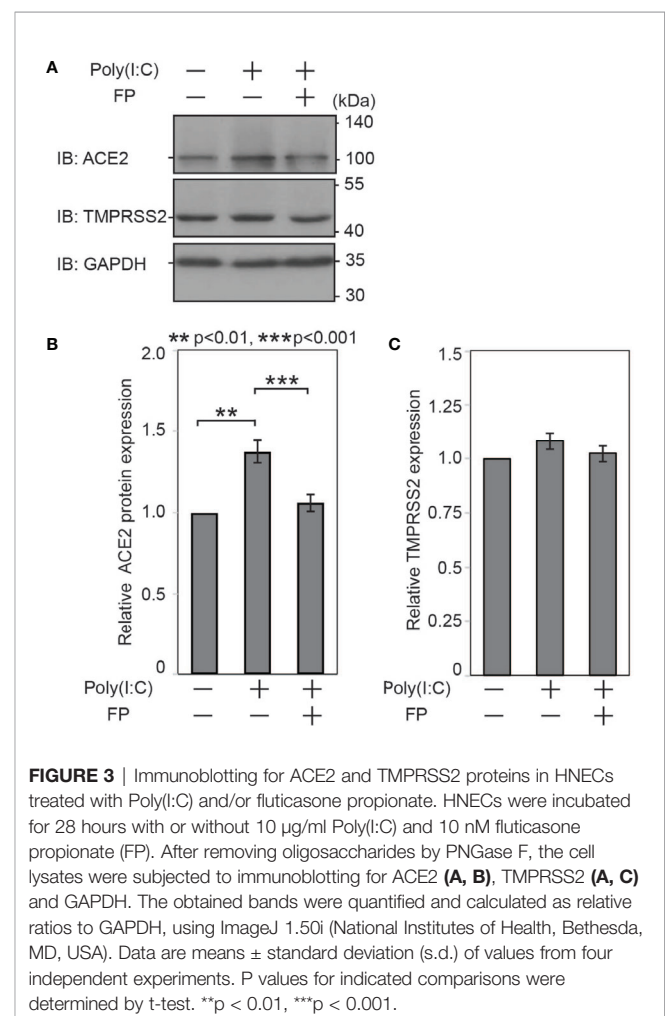 A
Poly(I:C) — + +
FP — — +
(kDa)
140
IB: ACE2
100
55
IB: TMPRSS2
40
IB: GAPDH
35
30
B
** p<0.01, ***p<0.001
C
Relative ACE2 protein expression
2.0
1.5
1.0
0.5
0
**
***
Poly(I:C) — + +
FP — — +
Relative TMPRSS2 expression
1.5
1.25
1.0
0.75
0.5
0.25
0
Poly(I:C) — + +
FP — — +
FIGURE 3 | Immunoblotting for ACE2 and TMPRSS2 proteins in HNECs
treated with Poly(I:C) and/or fluticasone propionate. HNECs were incubated
for 28 hours with or without 10 μg/ml Poly(I:C) and 10 nM fluticasone
propionate (FP). After removing oligosaccharides by PNGase F, the cell
lysates were subjected to immunoblotting for ACE2 (A, B), TMPRSS2 (A, C)
and GAPDH. The obtained bands were quantified and calculated as relative
ratios to GAPDH, using ImageJ 1.50i (National Institutes of Health, Bethesda,
MD, USA). Data are means ± standard deviation (s.d.) of values from four
independent experiments. P values for indicated comparisons were
determined by t-test. **p < 0.01, ***p < 0.001.